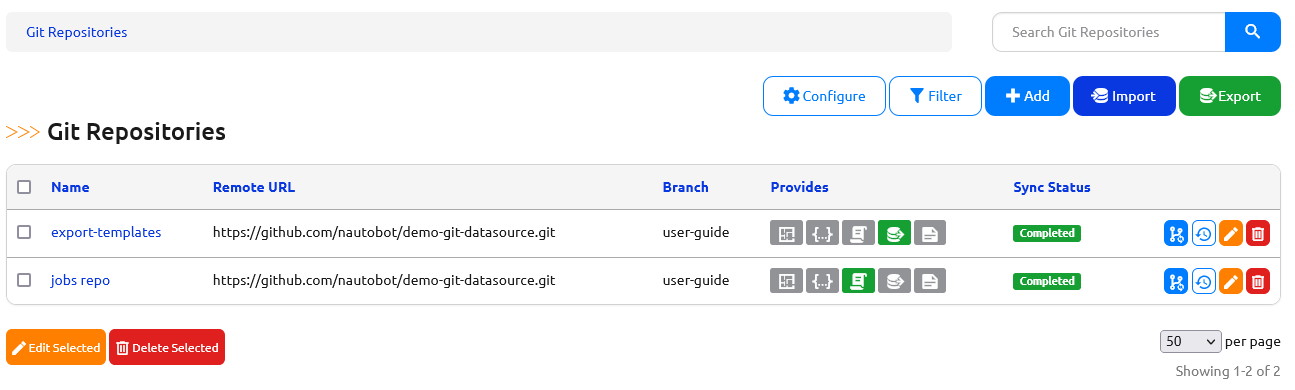 Git Repositories
Search Git Repositories
Configure Filter Add Import Export
>>> Git Repositories
Name Remote URL Branch Provides Sync Status
export-templates https://github.com/nautobot/demo-git-datasource.git user-guide {...} Completed
jobs repo https://github.com/nautobot/demo-git-datasource.git user-guide {...} Completed
Edit Selected Delete Selected
50 per page
Showing 1-2 of 2